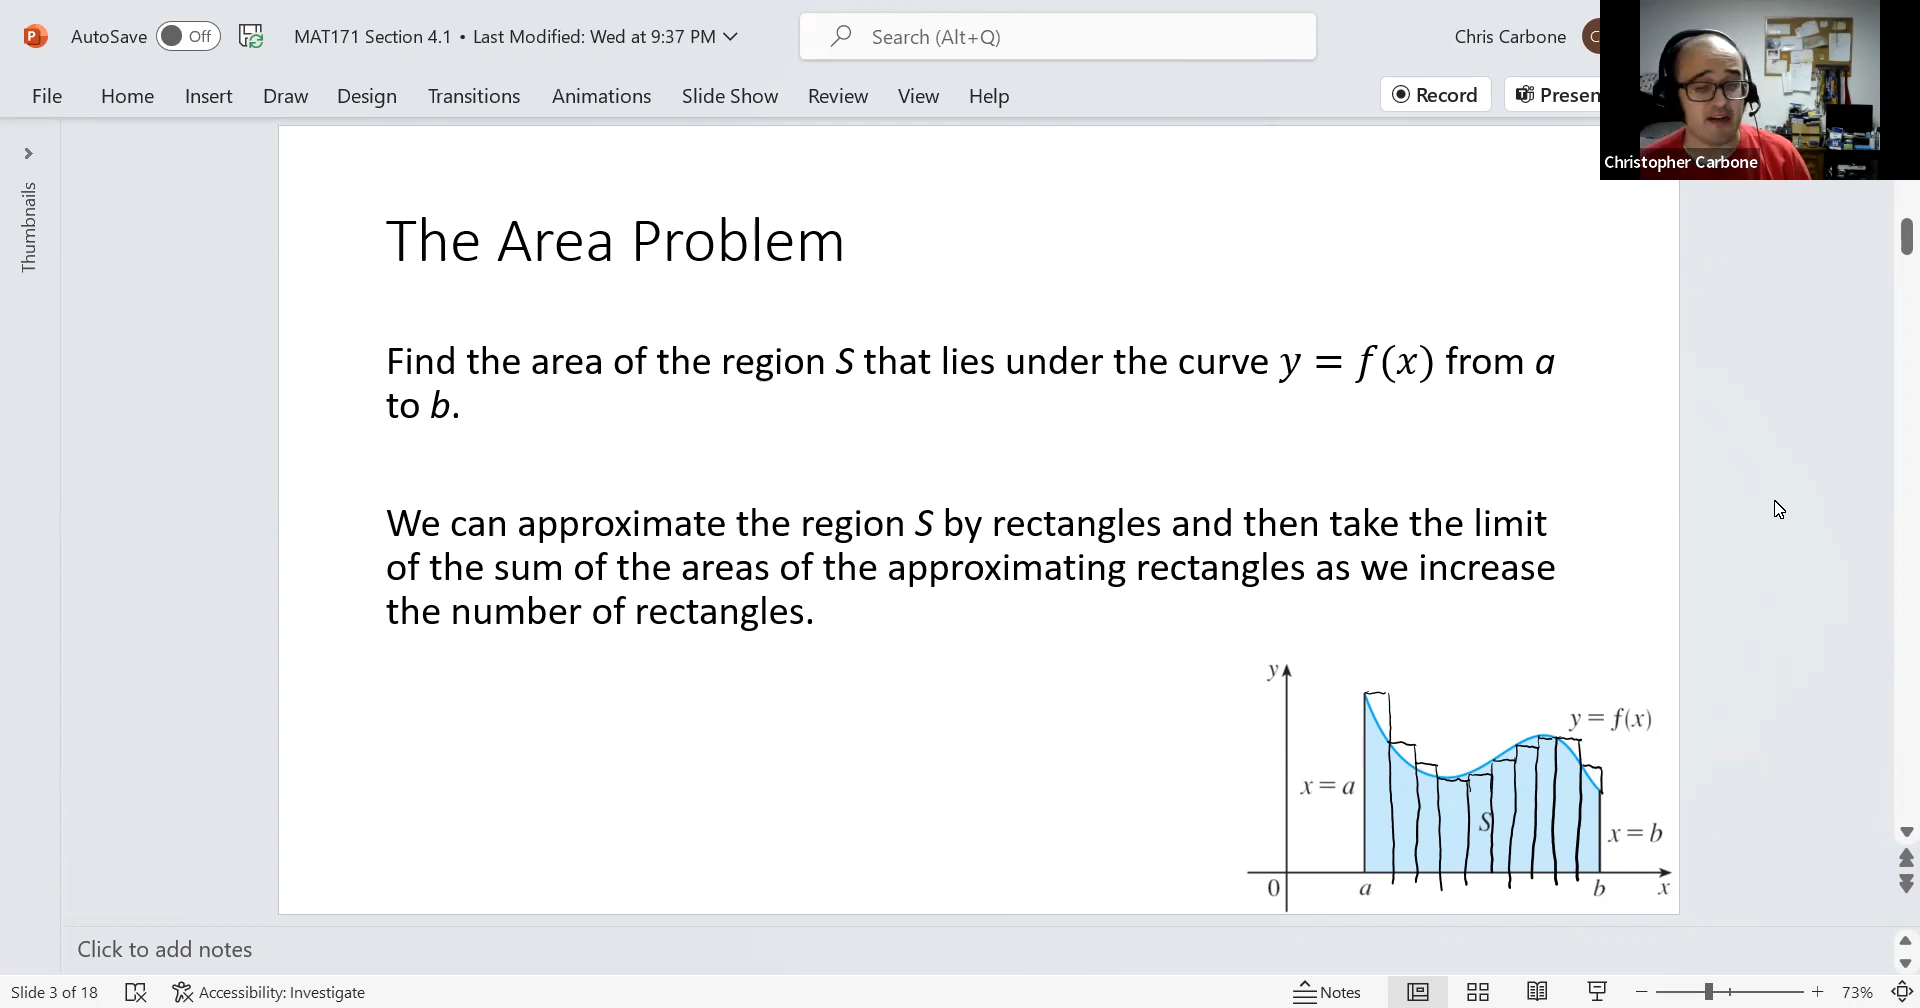 AutoSave Off MAT171 Section 4.1 • Last Modified: Wed at 9:37 PM Search (Alt+Q) Chris Carbone C
File Home Insert Draw Design Transitions Animations Slide Show Review View Help Record Presen
Christopher Carbone
Thumbnails
The Area Problem
Find the area of the region S that lies under the curve y = f(x) from a
to b.
We can approximate the region S by rectangles and then take the limit
of the sum of the areas of the approximating rectangles as we increase
the number of rectangles.
y
y = f(x)
x = a
S
x = b
0 a b x
Click to add notes
Slide 3 of 18 Accessibility: Investigate Notes 73%